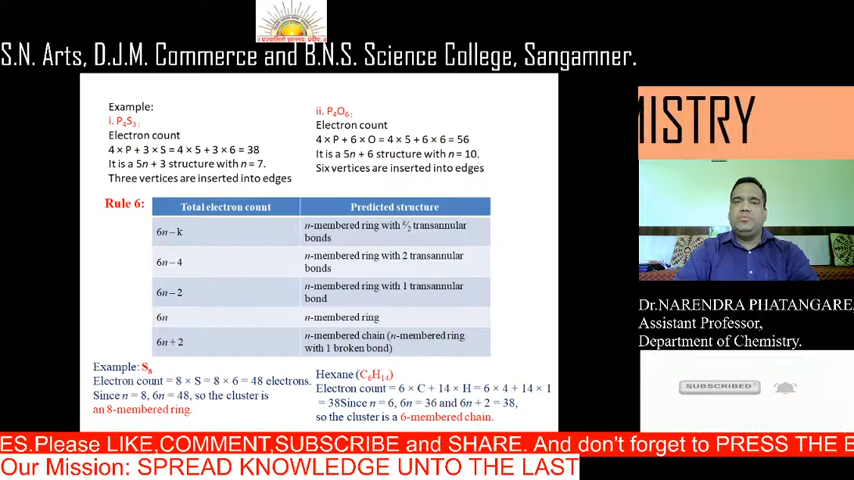 S.N. Arts, D.J.M. Commerce and B.N.S. Science College, Sangamner.
Example:
i. P₄S₃:
Electron count
4 × P + 3 × S = 4 × 5 + 3 × 6 = 38
It is a 5n + 3 structure with n = 7.
Three vertices are inserted into edges
ii. P₄O₆:
Electron count
4 × P + 6 × O = 4 × 5 + 6 × 6 = 56
It is a 5n + 6 structure with n = 10.
Six vertices are inserted into edges
MISTRY
Rule 6:
Total electron count Predicted structure
6n – k n-membered ring with k⁄2 transannular
bonds
6n – 4 n-membered ring with 2 transannular
bonds
6n – 2 n-membered ring with 1 transannular
bond
6n n-membered ring
6n + 2 n-membered chain (n-membered ring
with 1 broken bond)
Example: S₈
Electron count = 8 × S = 8 × 6 = 48 electrons.
Since n = 8, 6n = 48, so the cluster is
an 8-membered ring.
Hexane (C₆H₁₄)
Electron count = 6 × C + 14 × H = 6 × 4 + 14 × 1
= 38Since n = 6, 6n = 36 and 6n + 2 = 38,
so the cluster is a 6-membered chain.
Dr.NARENDRA PHATANGARE,
Assistant Professor,
Department of Chemistry.
SUBSCRIBED
ES.Please LIKE,COMMENT,SUBSCRIBE and SHARE. And don't forget to PRESS THE B
Our Mission: SPREAD KNOWLEDGE UNTO THE LAST